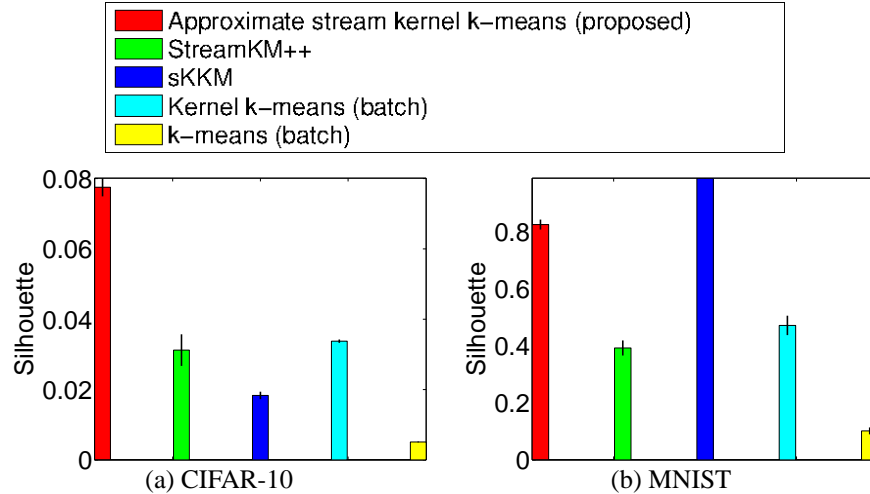 Approximate stream kernel k−means (proposed)
StreamKM++
sKKM
Kernel k−means (batch)
k−means (batch)
Silhouette
0.08
0.06
0.04
0.02
0
(a) CIFAR-10
Silhouette
0.8
0.6
0.4
0.2
0
(b) MNIST